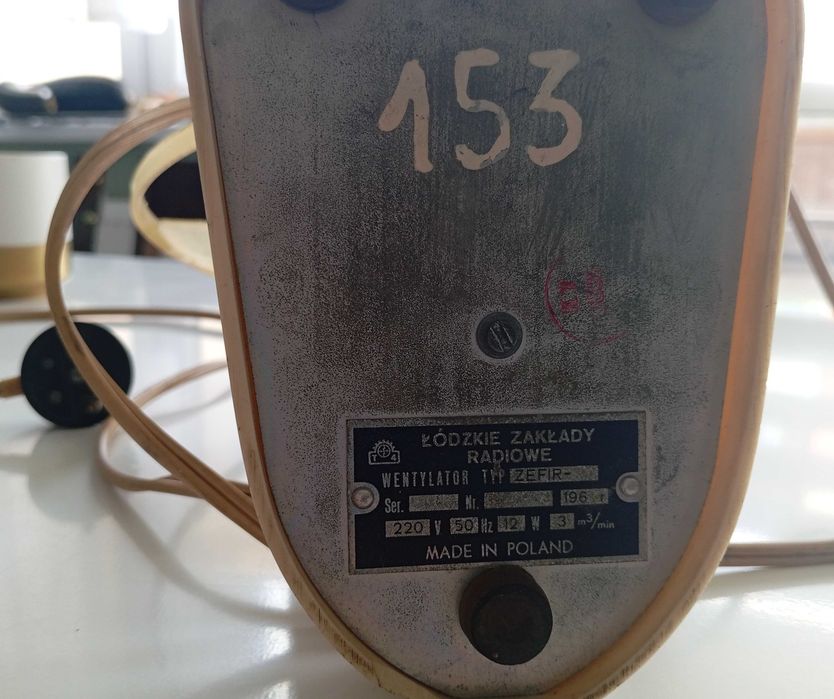 153
ŁÓDZKIE ZAKŁADY
RADIOWE
WENTYLATOR TYP ZEFIR-
Ser. Nr. 196 r
220 V 50 Hz 12 W 3 m³/min
MADE IN POLAND